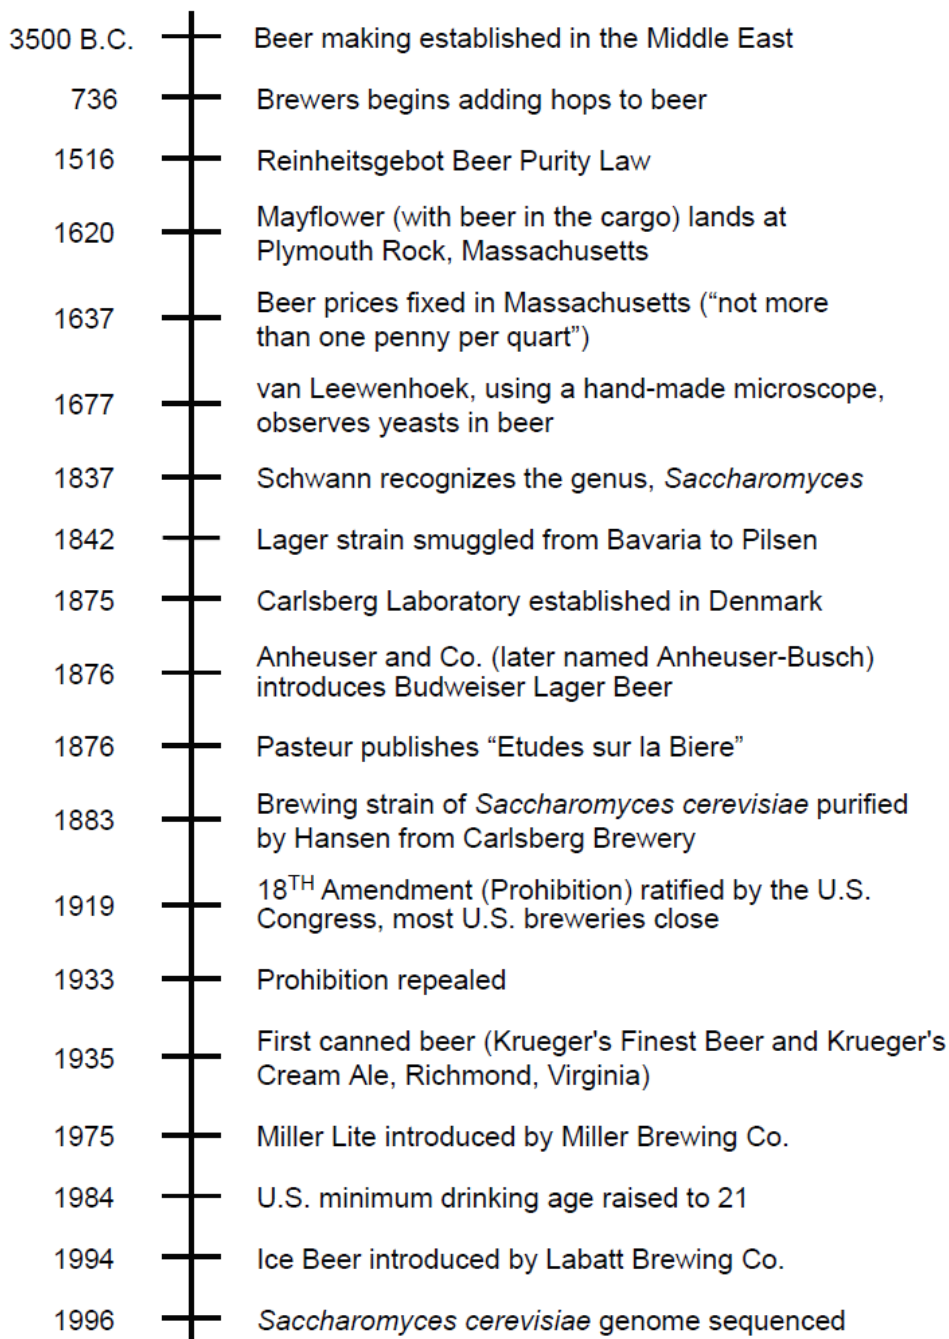 3500 B.C. Beer making established in the Middle East
736 Brewers begins adding hops to beer
1516 Reinheitsgebot Beer Purity Law
1620 Mayflower (with beer in the cargo) lands at
Plymouth Rock, Massachusetts
1637 Beer prices fixed in Massachusetts (“not more
than one penny per quart”)
1677 van Leewenhoek, using a hand-made microscope,
observes yeasts in beer
1837 Schwann recognizes the genus, Saccharomyces
1842 Lager strain smuggled from Bavaria to Pilsen
1875 Carlsberg Laboratory established in Denmark
1876 Anheuser and Co. (later named Anheuser-Busch)
introduces Budweiser Lager Beer
1876 Pasteur publishes “Etudes sur la Biere”
1883 Brewing strain of Saccharomyces cerevisiae purified
by Hansen from Carlsberg Brewery
1919 18TH Amendment (Prohibition) ratified by the U.S.
Congress, most U.S. breweries close
1933 Prohibition repealed
1935 First canned beer (Krueger's Finest Beer and Krueger's
Cream Ale, Richmond, Virginia)
1975 Miller Lite introduced by Miller Brewing Co.
1984 U.S. minimum drinking age raised to 21
1994 Ice Beer introduced by Labatt Brewing Co.
1996 Saccharomyces cerevisiae genome sequenced